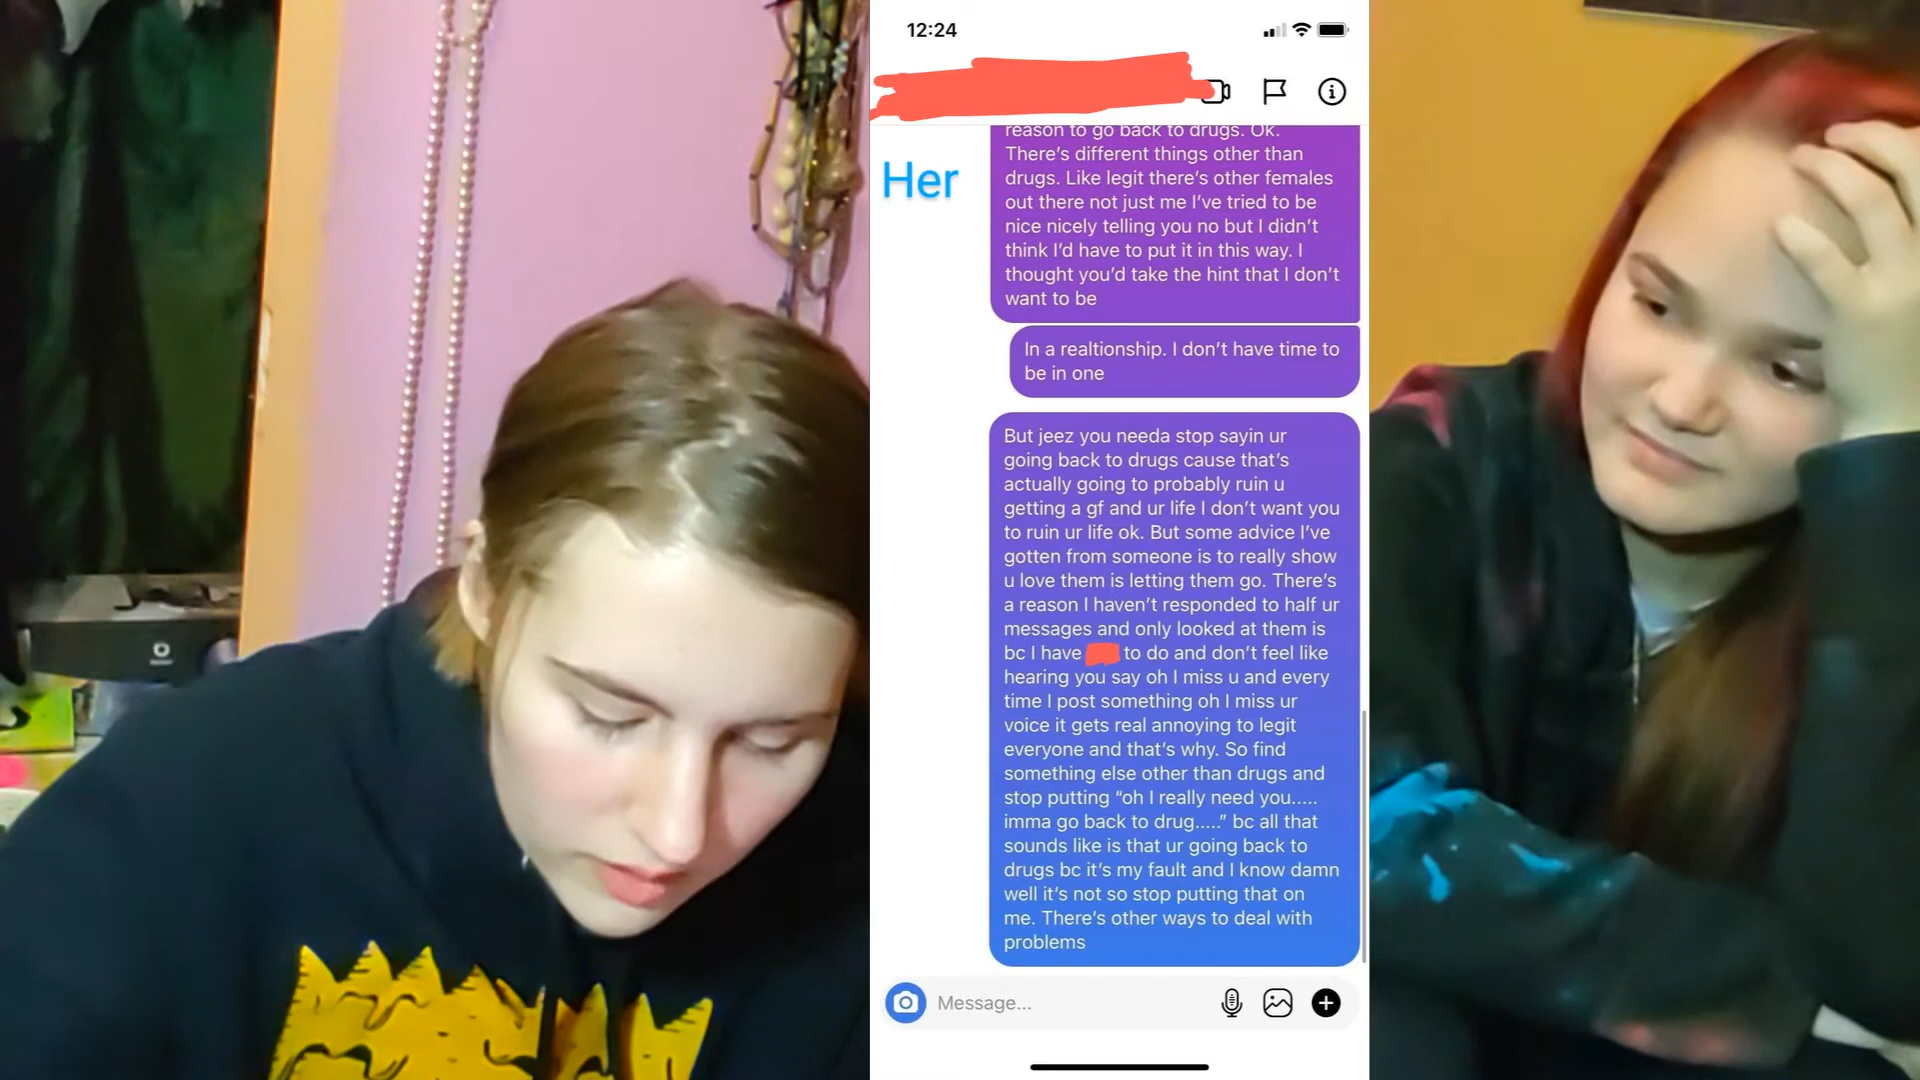 12:24
Her
reason to go back to drugs. Ok.
There's different things other than
drugs. Like legit there's other females
out there not just me I've tried to be
nice nicely telling you no but I didn't
think I'd have to put it in this way. I
thought you'd take the hint that I don't
want to be
In a realtionship. I don't have time to
be in one
But jeez you needa stop sayin ur
going back to drugs cause that's
actually going to probably ruin u
getting a gf and ur life I don't want you
to ruin ur life ok. But some advice I've
gotten from someone is to really show
u love them is letting them go. There's
a reason I haven't responded to half ur
messages and only looked at them is
bc I have to do and don't feel like
hearing you say oh I miss u and every
time I post something oh I miss ur
voice it gets real annoying to legit
everyone and that's why. So find
something else other than drugs and
stop putting "oh I really need you.....
imma go back to drug....." bc all that
sounds like is that ur going back to
drugs bc it's my fault and I know damn
well it's not so stop putting that on
me. There's other ways to deal with
problems
Message...